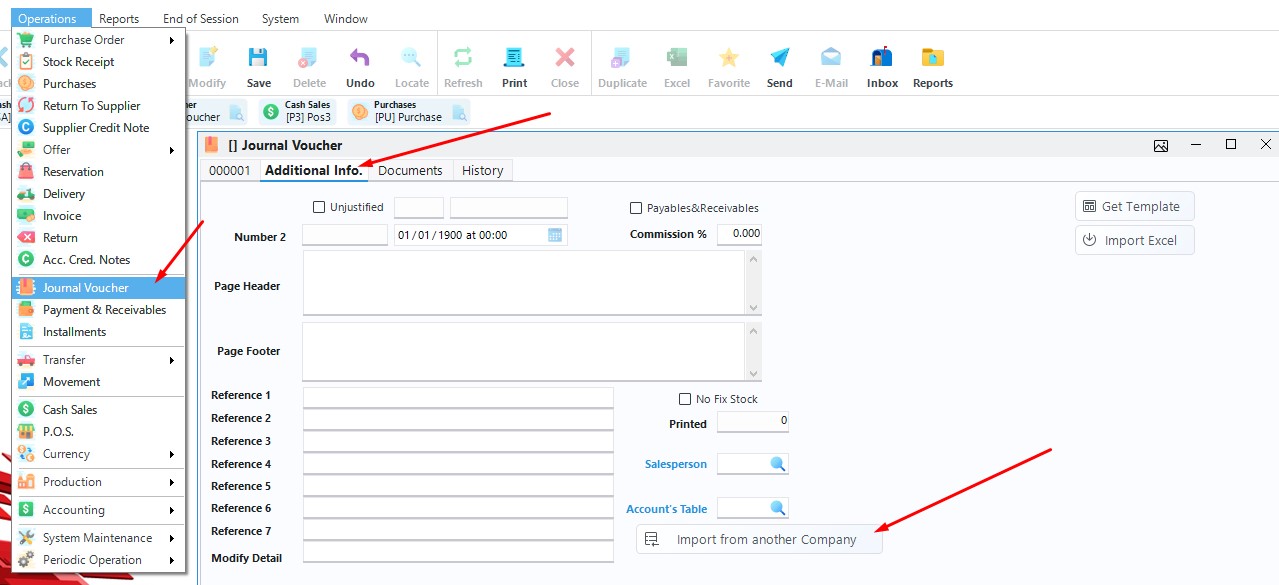 Operations Reports End of Session System Window
Modify Save Delete Undo Locate Refresh Print Close Duplicate Excel Favorite Send E-Mail Inbox Reports
Cash Sales
[P3] Pos3
Purchases
[PU] Purchase
Purchase Order
Stock Receipt
Purchases
Return To Supplier
Supplier Credit Note
Offer
Reservation
Delivery
Invoice
Return
Acc. Cred. Notes
Journal Voucher
Payment & Receivables
Installments
Transfer
Movement
Cash Sales
P.O.S.
Currency
Production
Accounting
System Maintenance
Periodic Operation
[] Journal Voucher
000001 Additional Info. Documents History
Unjustified
Payables&Receivables
Number 2 01/01/1900 at 00:00
Commission % 0.000
Get Template
Import Excel
Page Header
Page Footer
Reference 1
Reference 2
Reference 3
Reference 4
Reference 5
Reference 6
Reference 7
Modify Detail
No Fix Stock
Printed 0
Salesperson
Account's Table
Import from another Company